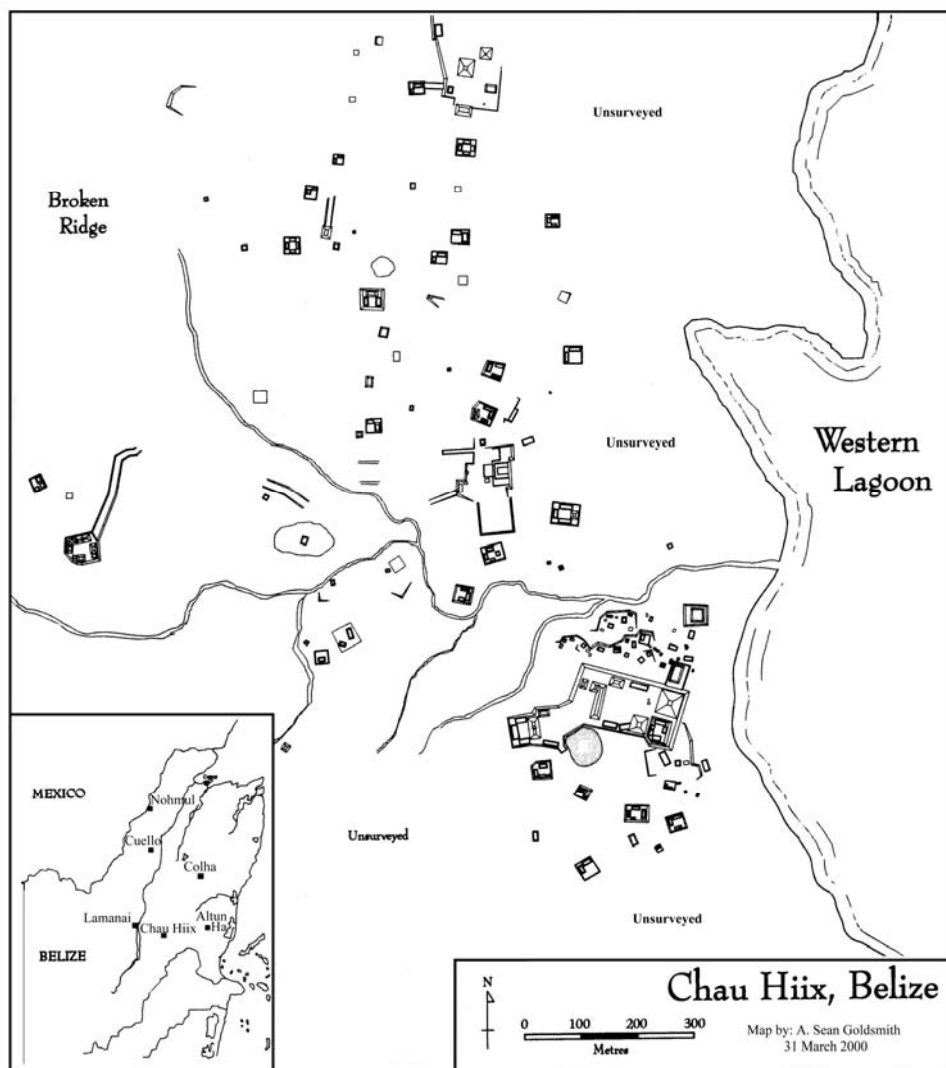 Unsurveyed
Broken
Ridge
Unsurveyed
Western
Lagoon
Unsurveyed
Unsurveyed
MEXICO
Nohmul
Cuello
Colha
Lamanai
Chau Hiix
Altun
Ha
BELIZE
N
0 100 200 300
Metres
Chau Hiix, Belize
Map by: A. Sean Goldsmith
31 March 2000